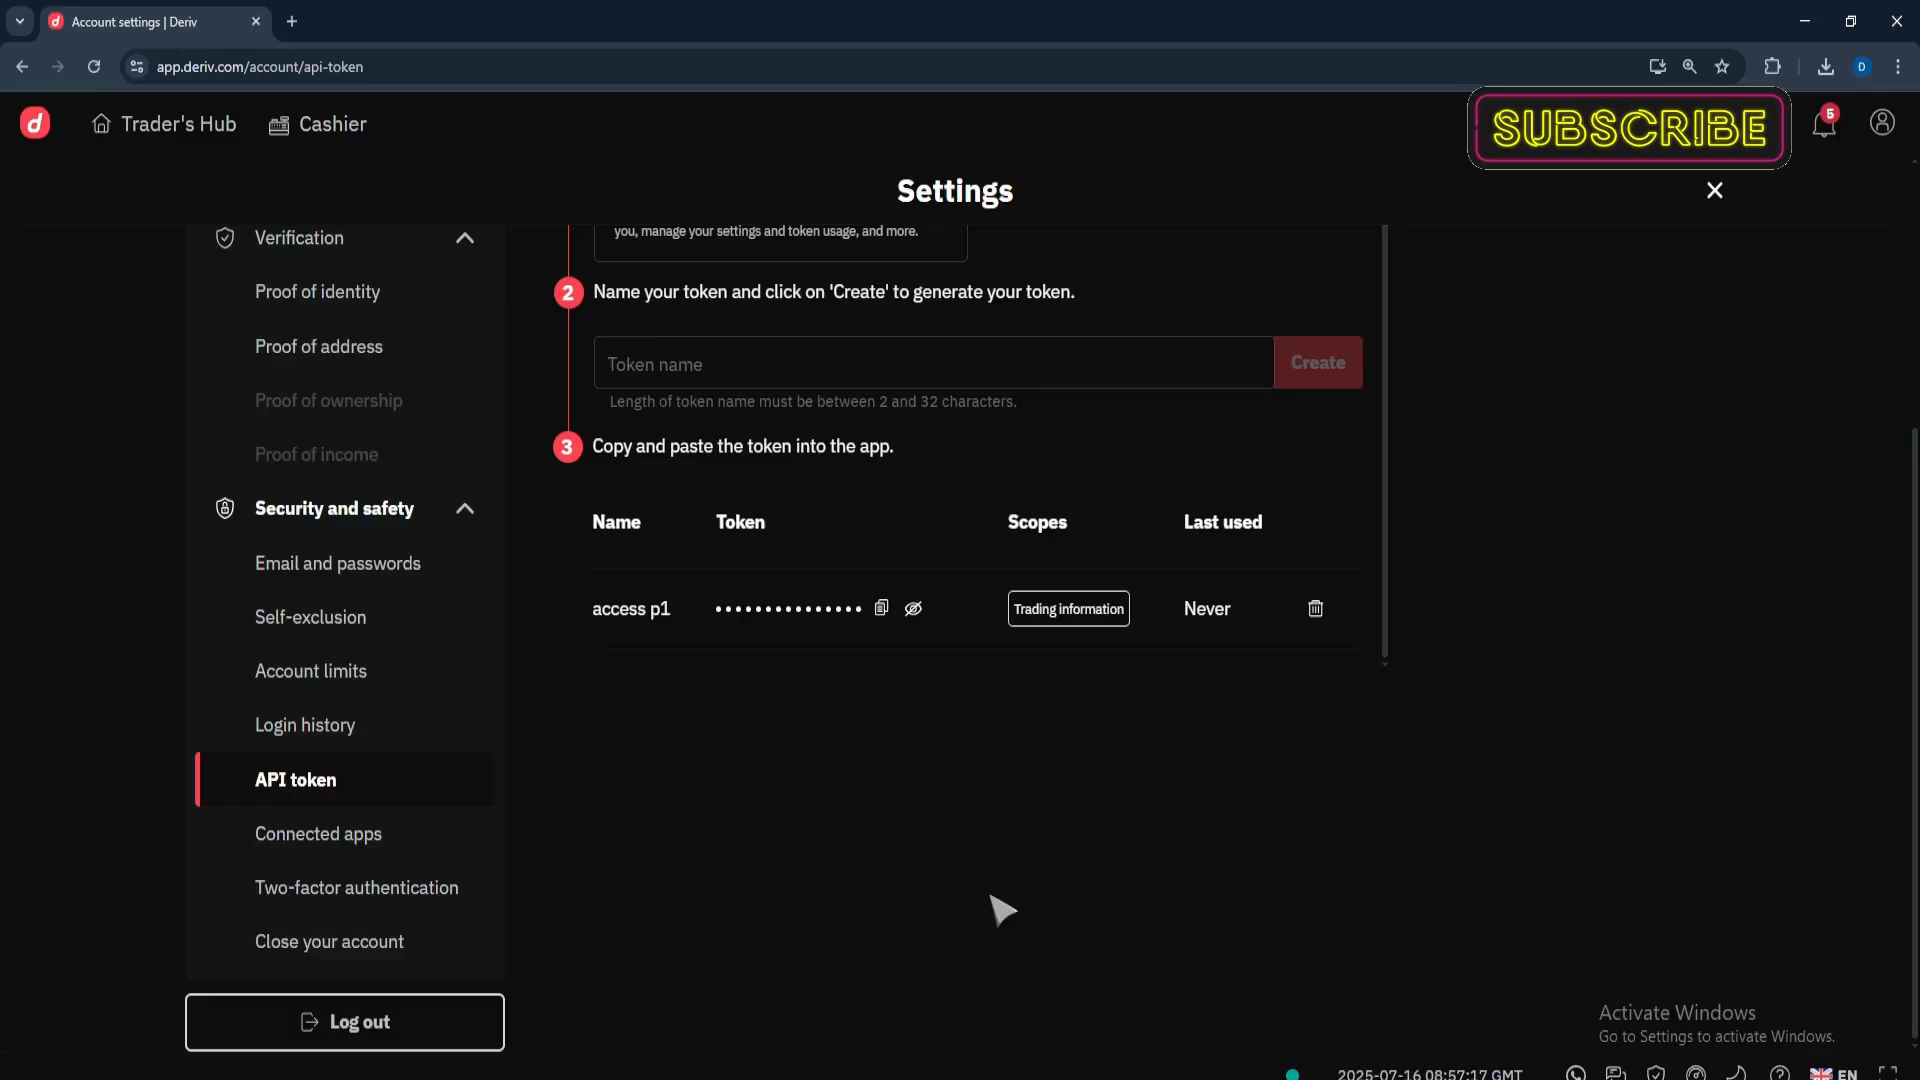 Account settings | Deriv
app.deriv.com/account/api-token
D
Trader's Hub
Cashier
SUBSCRIBE
5
Settings
Verification
Proof of identity
Proof of address
Proof of ownership
Proof of income
Security and safety
Email and passwords
Self-exclusion
Account limits
Login history
API token
Connected apps
Two-factor authentication
Close your account
Log out
you, manage your settings and token usage, and more.
2 Name your token and click on 'Create' to generate your token.
Token name
Create
Length of token name must be between 2 and 32 characters.
3 Copy and paste the token into the app.
Name Token Scopes Last used
access p1 Trading information Never
Activate Windows
Go to Settings to activate Windows.
2025-07-16 08:57:17 GMT
EN